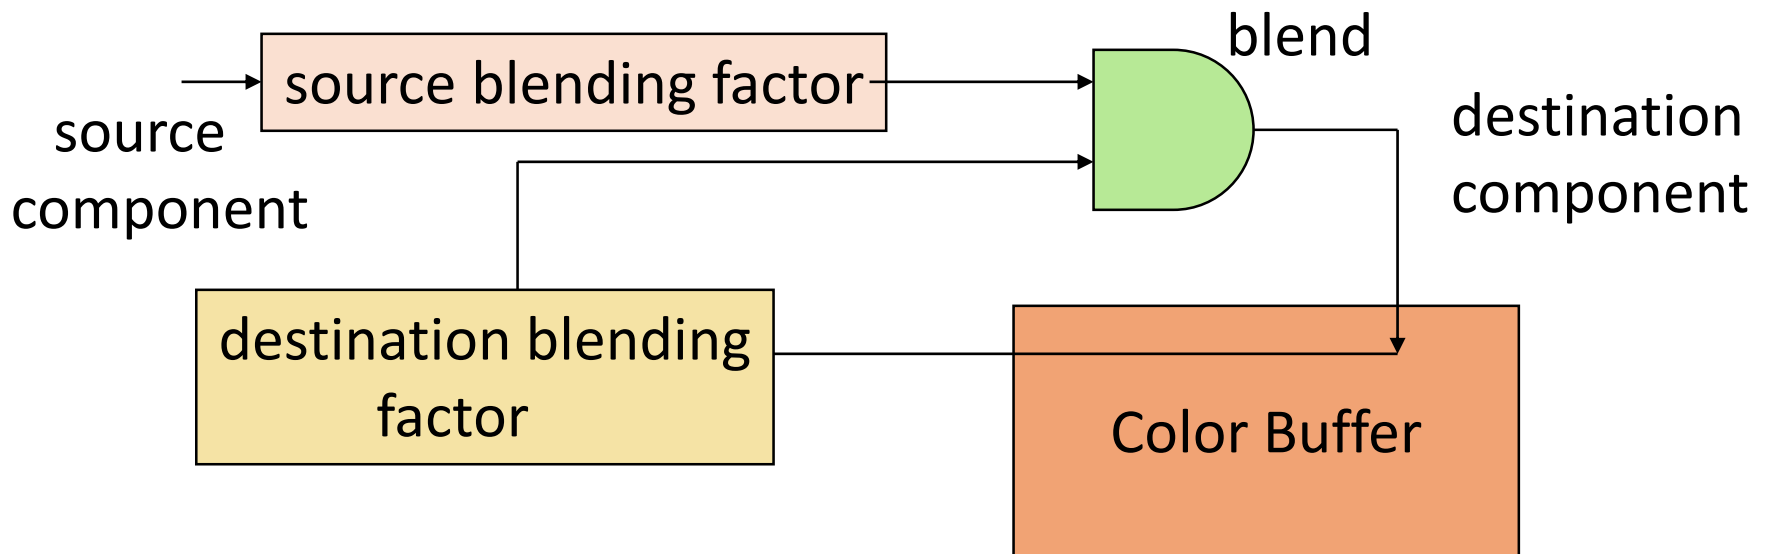 blend
source blending factor
source
component
destination
component
destination blending
factor
Color Buffer